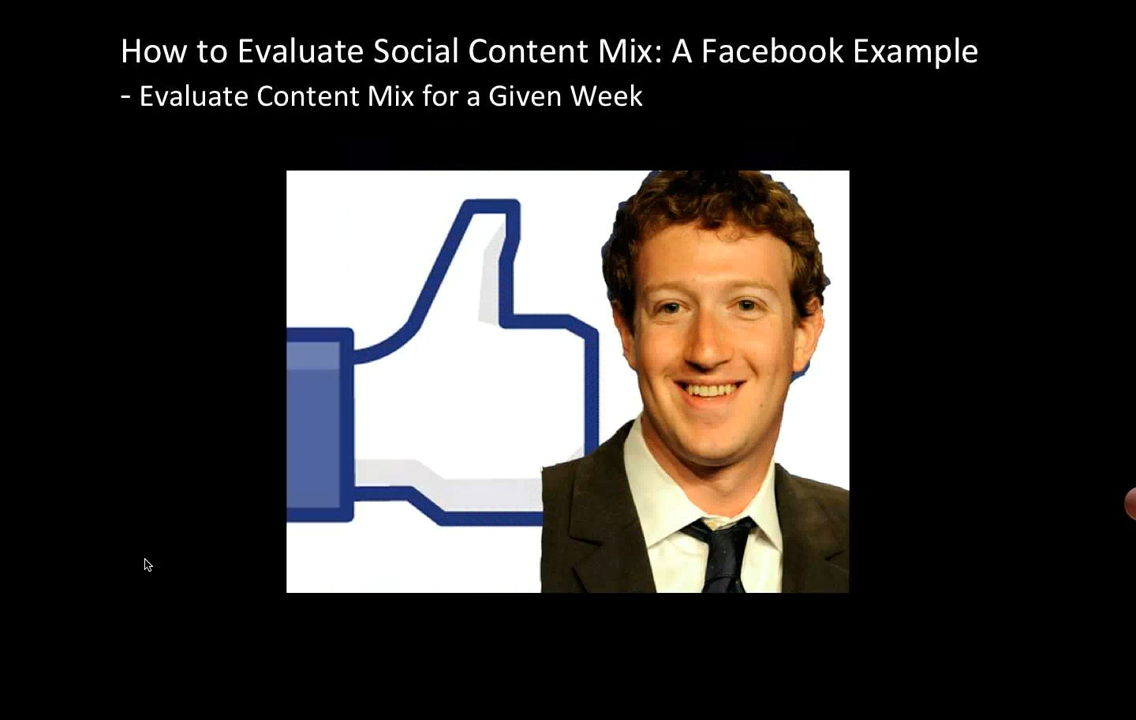 How to Evaluate Social Content Mix: A Facebook Example
- Evaluate Content Mix for a Given Week